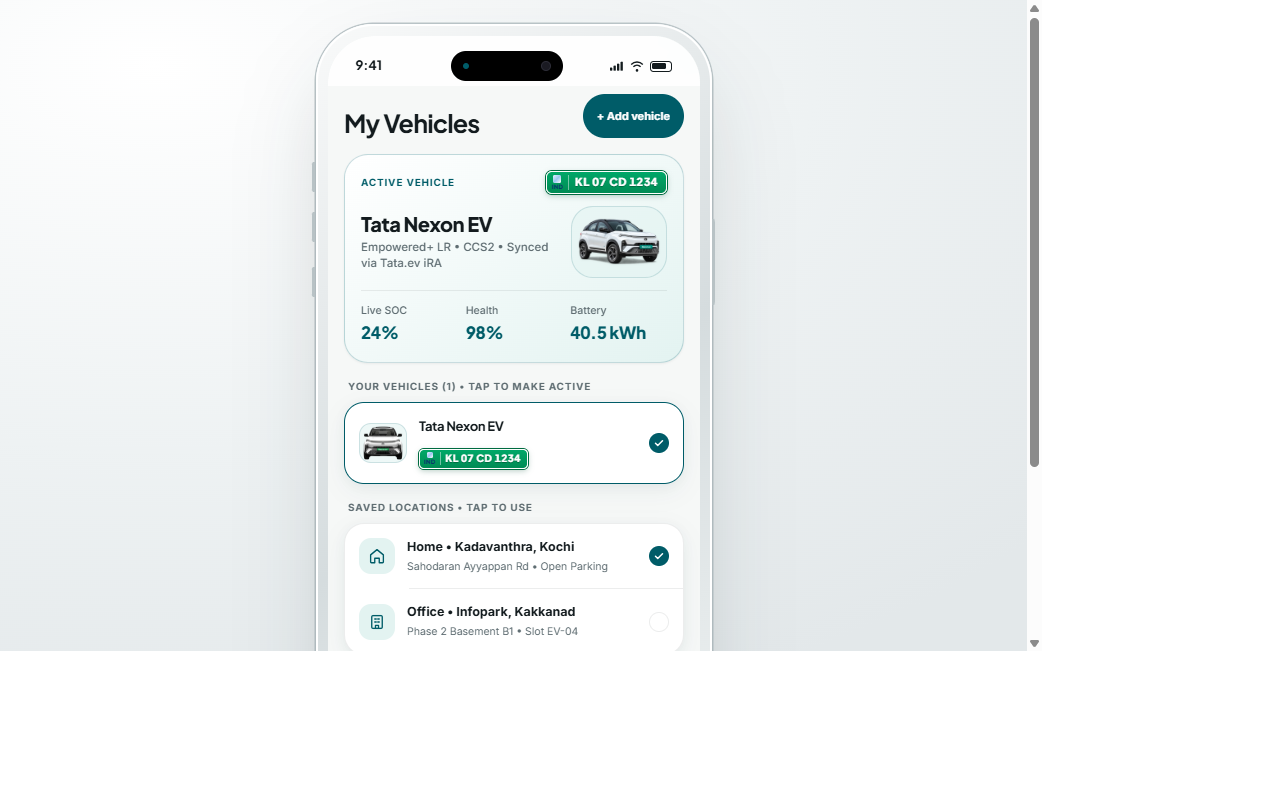 9:41
My Vehicles
+ Add vehicle
ACTIVE VEHICLE
IND KL 07 CD 1234
Tata Nexon EV
Empowered+ LR • CCS2 • Synced
via Tata.ev iRA
Live SOC Health Battery
24% 98% 40.5 kWh
YOUR VEHICLES (1) • TAP TO MAKE ACTIVE
Tata Nexon EV
IND KL 07 CD 1234
SAVED LOCATIONS • TAP TO USE
Home • Kadavanthra, Kochi
Sahodaran Ayyappan Rd • Open Parking
Office • Infopark, Kakkanad
Phase 2 Basement B1 • Slot EV-04